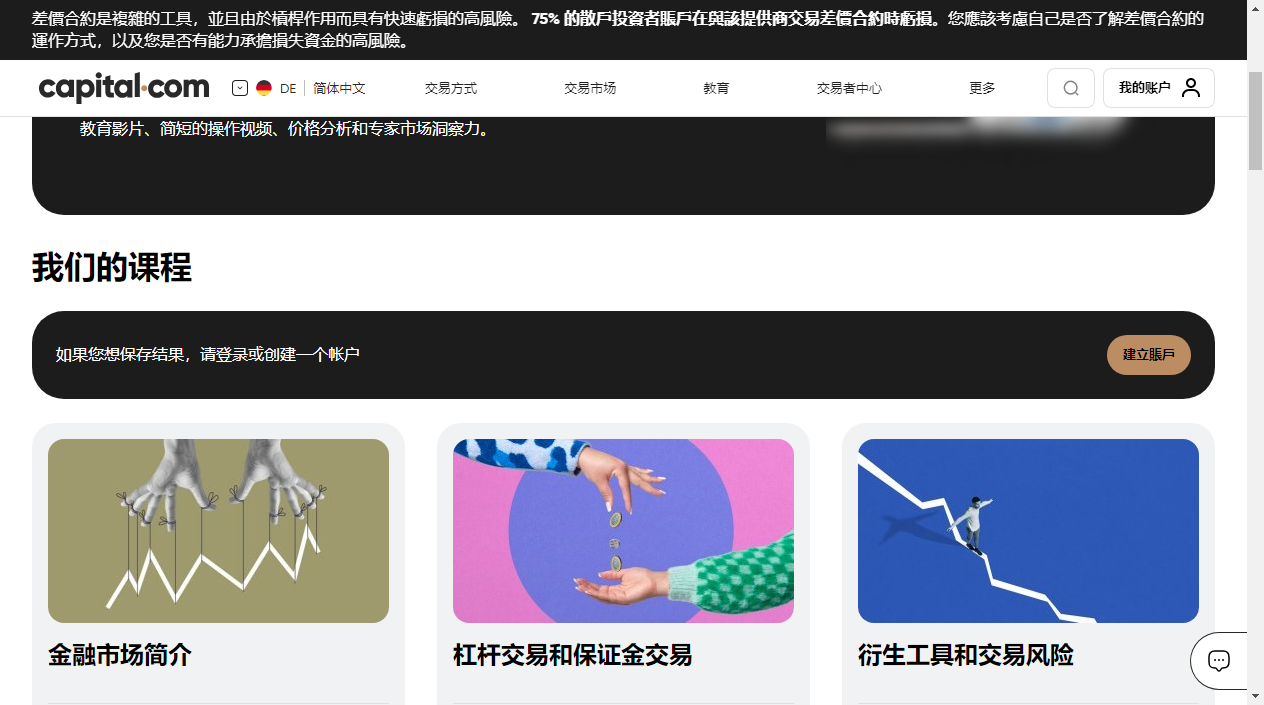 差價合約是複雜的工具，並且由於槓桿作用而具有快速虧損的高風險。 75% 的散戶投資者賬戶在與該提供商交易差價合約時虧損。您應該考慮自己是否了解差價合約的
運作方式，以及您是否有能力承擔損失資金的高風險。
capital.com DE 简体中文 交易方式 交易市场 教育 交易者中心 更多 我的账户
教育影片、简短的操作视频、价格分析和专家市场洞察力。
我们的课程
如果您想保存结果，请登录或创建一个帐户 建立賬戶
金融市场简介 杠杆交易和保证金交易 衍生工具和交易风险